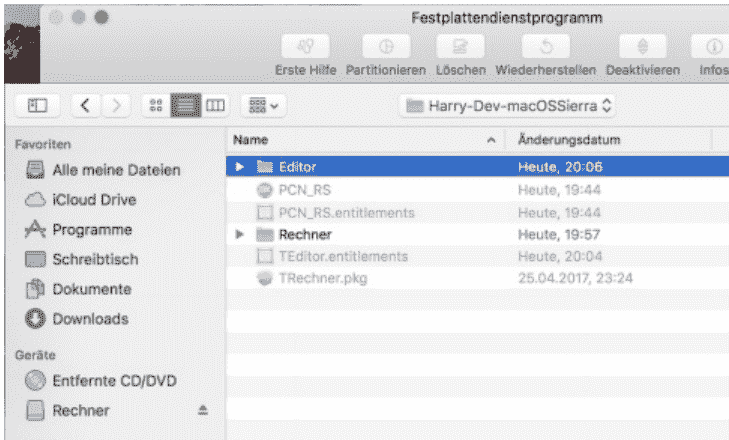 Festplattendienstprogramm
Erste Hilfe Partitionieren Löschen Wiederherstellen Deaktivieren Infos
Harry-Dev-macOSSierra
Favoriten
Alle meine Dateien
iCloud Drive
Programme
Schreibtisch
Dokumente
Downloads
Geräte
Entfernte CD/DVD
Rechner
Name Änderungsdatum
Editor Heute, 20:06
PCN_RS Heute, 19:44
PCN_RS.entitlements Heute, 19:44
Rechner Heute, 19:57
TEditor.entitlements Heute, 20:04
TRechner.pkg 25.04.2017, 23:24